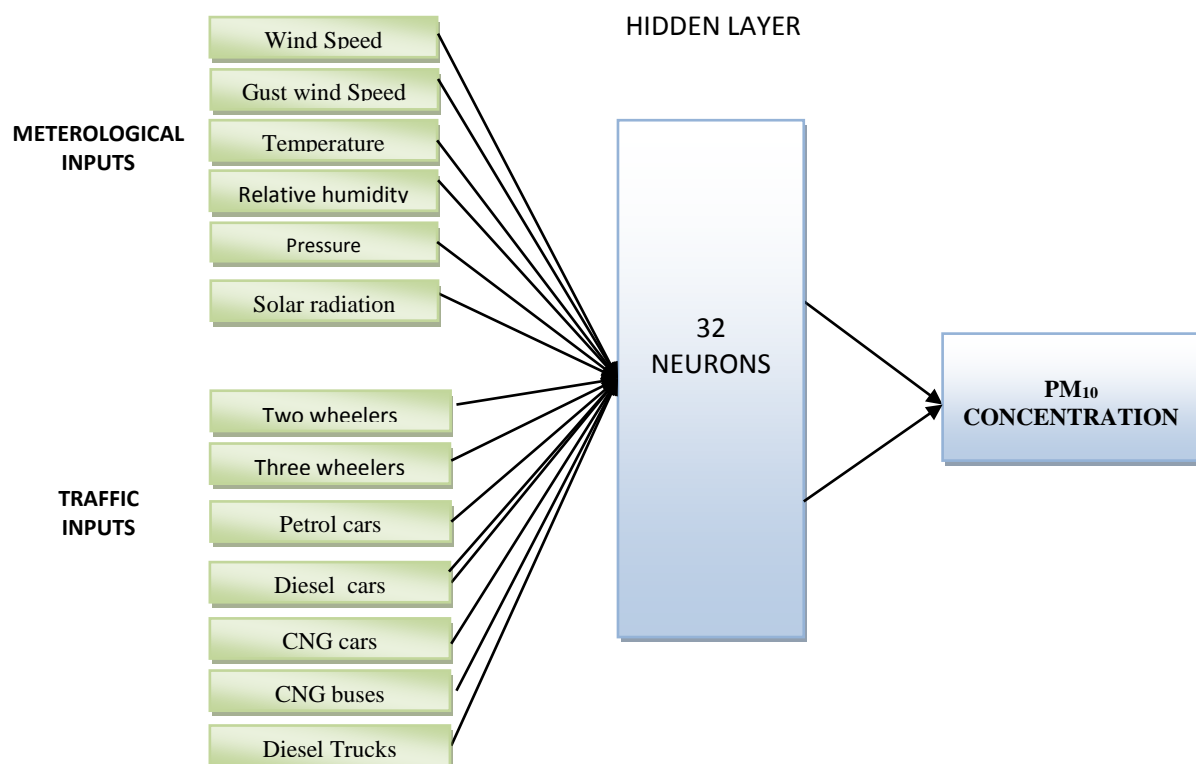 HIDDEN LAYER
METEROLOGICAL
INPUTS
Wind Speed
Gust wind Speed
Temperature
Relative humidity
Pressure
Solar radiation
TRAFFIC
INPUTS
Two wheelers
Three wheelers
Petrol cars
Diesel cars
CNG cars
CNG buses
Diesel Trucks
32
NEURONS
PM₁₀
CONCENTRATION